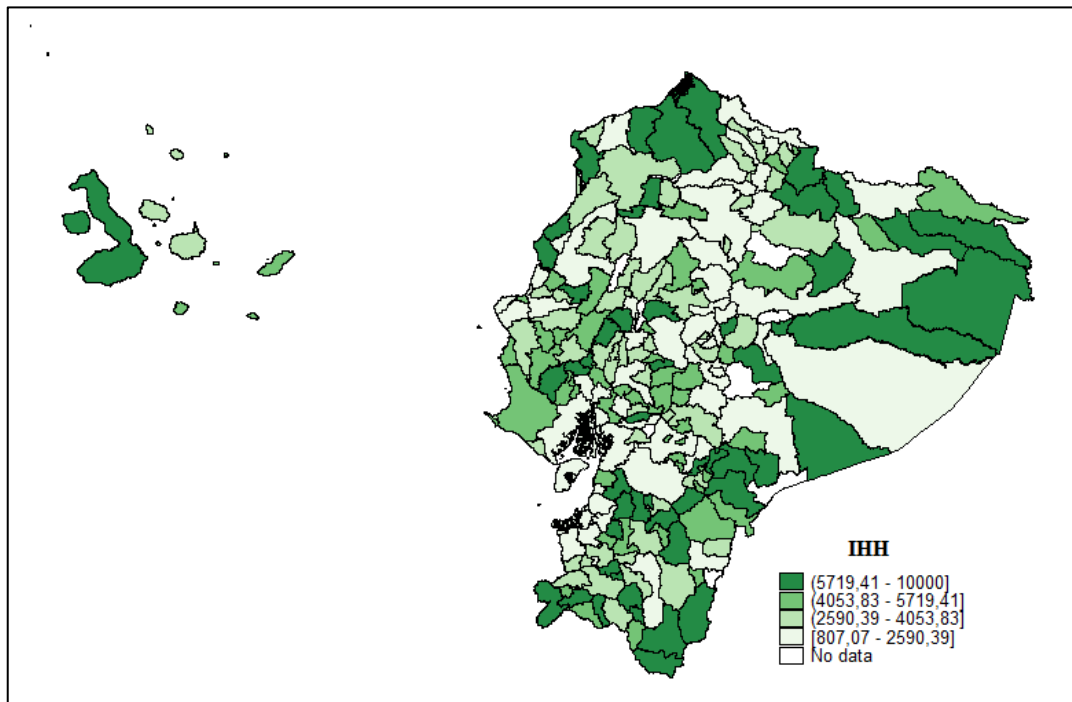 IHH
(5719,41 - 10000]
(4053,83 - 5719,41]
(2590,39 - 4053,83]
[807,07 - 2590,39]
No data